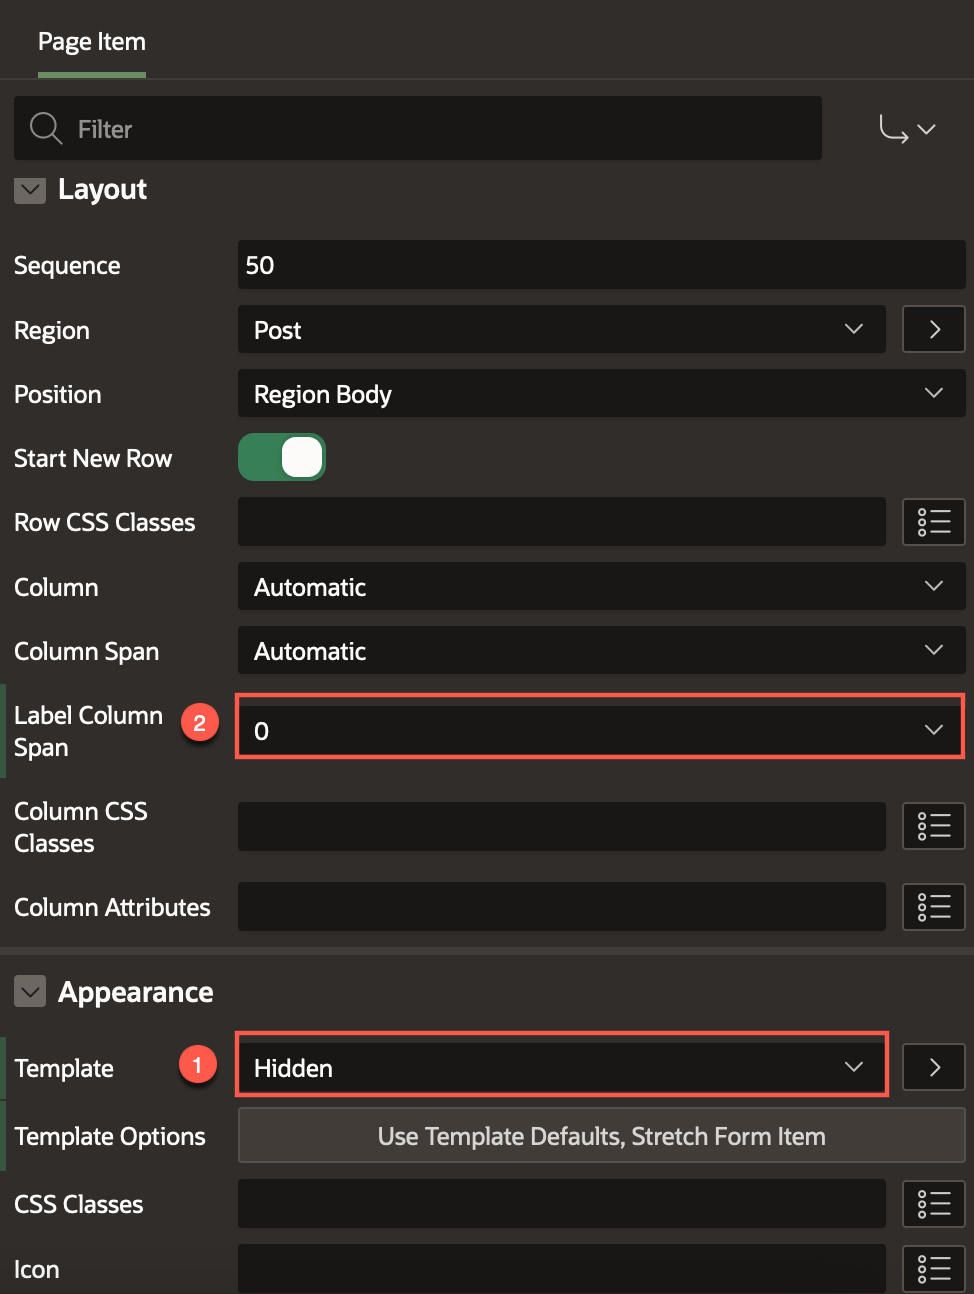 Page Item
Filter
Layout
Sequence 50
Region Post
Position Region Body
Start New Row
Row CSS Classes
Column Automatic
Column Span Automatic
Label Column
Span 2 0
Column CSS
Classes
Column Attributes
Appearance
Template 1 Hidden
Template Options Use Template Defaults, Stretch Form Item
CSS Classes
Icon